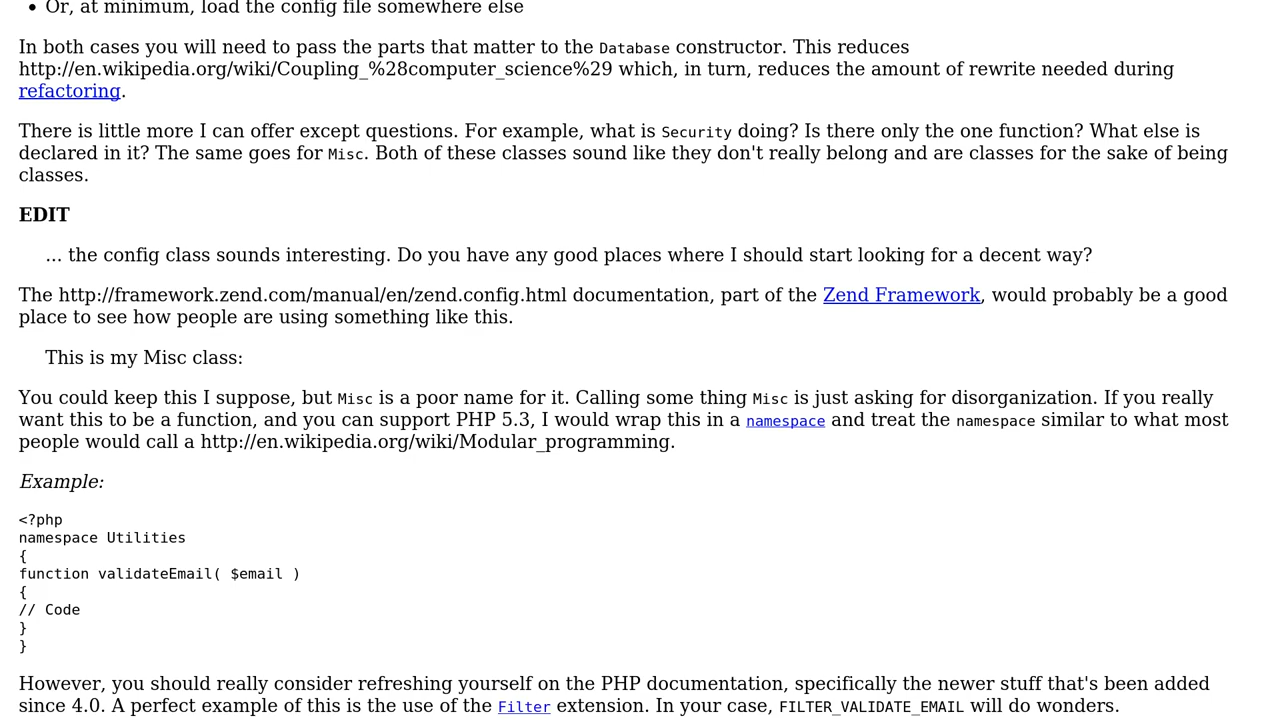 • Or, at minimum, load the config file somewhere else
In both cases you will need to pass the parts that matter to the Database constructor. This reduces
http://en.wikipedia.org/wiki/Coupling_%28computer_science%29 which, in turn, reduces the amount of rewrite needed during
refactoring.
There is little more I can offer except questions. For example, what is Security doing? Is there only the one function? What else is
declared in it? The same goes for Misc. Both of these classes sound like they don't really belong and are classes for the sake of being
classes.
EDIT
... the config class sounds interesting. Do you have any good places where I should start looking for a decent way?
The http://framework.zend.com/manual/en/zend.config.html documentation, part of the Zend Framework, would probably be a good
place to see how people are using something like this.
This is my Misc class:
You could keep this I suppose, but Misc is a poor name for it. Calling some thing Misc is just asking for disorganization. If you really
want this to be a function, and you can support PHP 5.3, I would wrap this in a namespace and treat the namespace similar to what most
people would call a http://en.wikipedia.org/wiki/Modular_programming.
Example:
<?php
namespace Utilities
{
function validateEmail( $email )
{
// Code
}
}
However, you should really consider refreshing yourself on the PHP documentation, specifically the newer stuff that's been added
since 4.0. A perfect example of this is the use of the Filter extension. In your case, FILTER_VALIDATE_EMAIL will do wonders.